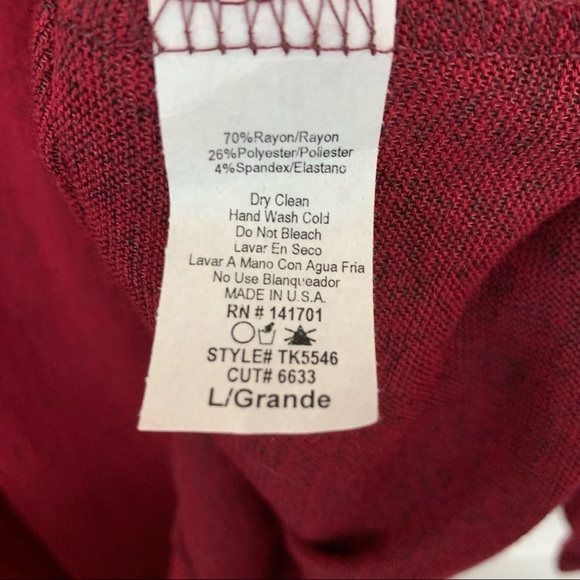 70%Rayon/Rayon
26%Polyester/Poliester
4%Spandex/Elastano
Dry Clean
Hand Wash Cold
Do Not Bleach
Lavar En Seco
Lavar A Mano Con Agua Fria
No Use Blanqueador
MADE IN U.S.A.
RN # 141701
STYLE# TK5546
CUT# 6633
L/Grande